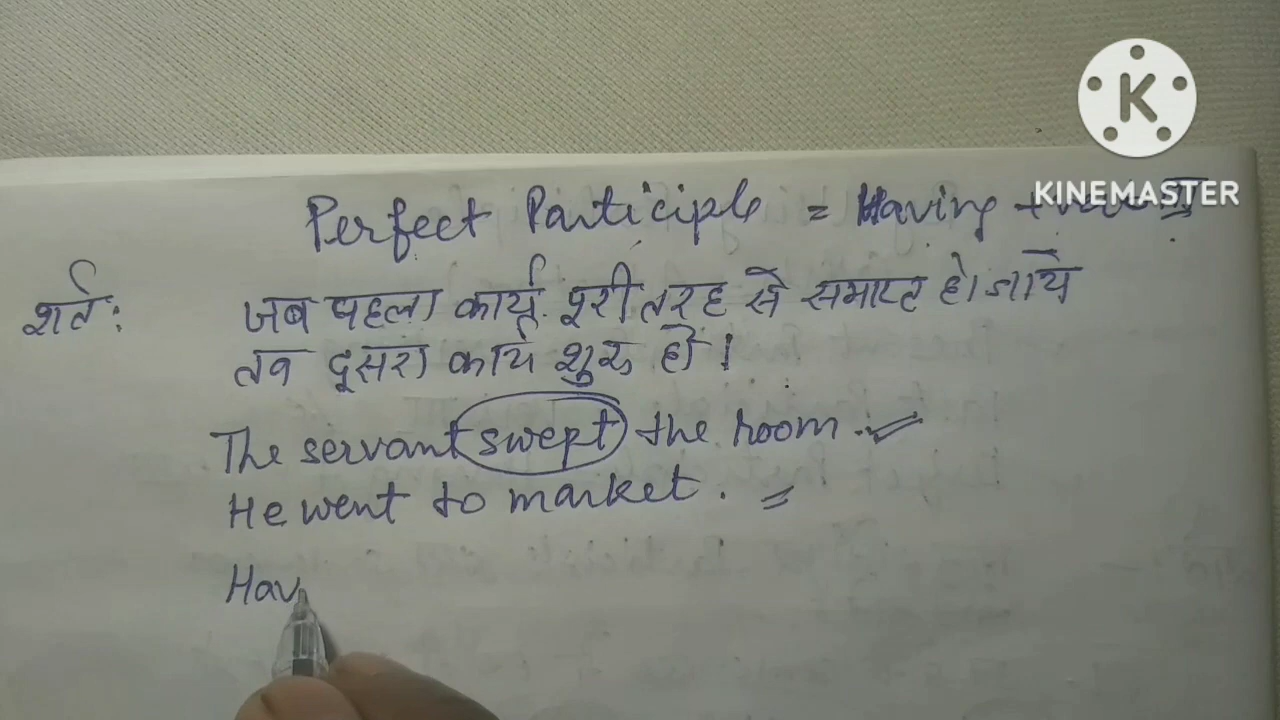 K
KINEMASTER
Perfect Participle = Having +
शर्त: जब पहला कार्य पूरी तरह से समाप्त हो जाये
तब दूसरा कार्य शुरू हो।
The servant swept the room.
He went to market.
Hav